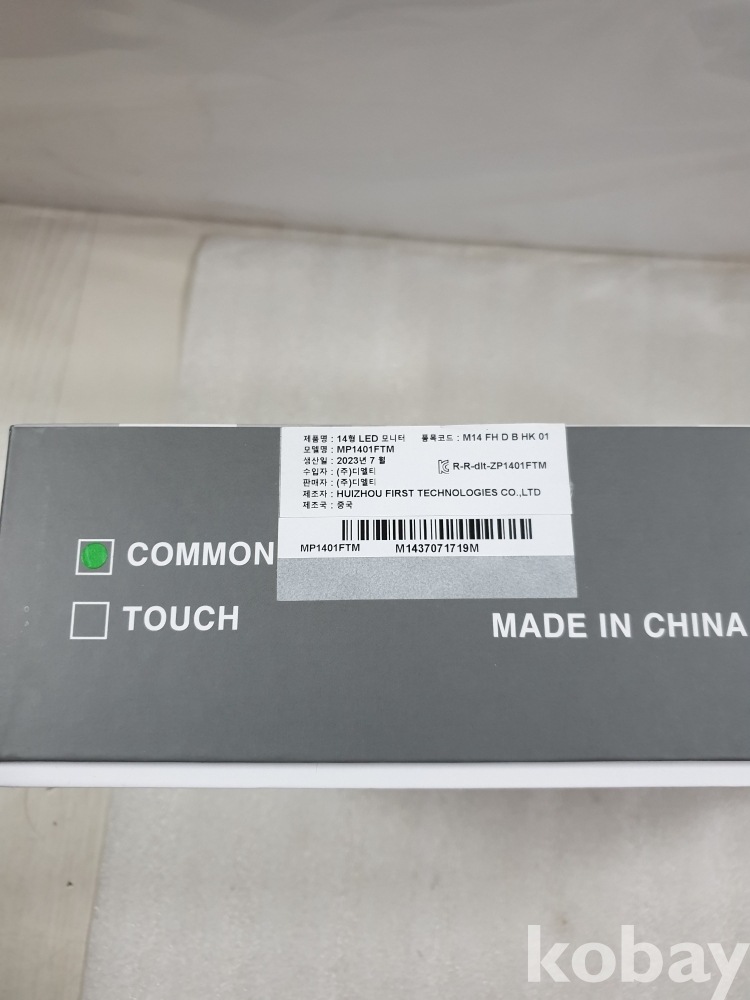 제품명 : 14형 LED 모니터 품목코드 : M14 FH D B HK 01
모델명 : MP1401FTM
생산일 : 2023년 7 월
수입자 : (주)디엘티
판매자 : (주)디엘티
R-R-dlt-ZP1401FTM
제조자 : HUIZHOU FIRST TECHNOLOGIES CO.,LTD
제조국 : 중국
MP1401FTM M1437071719M
COMMON
TOUCH
MADE IN CHINA
kobay